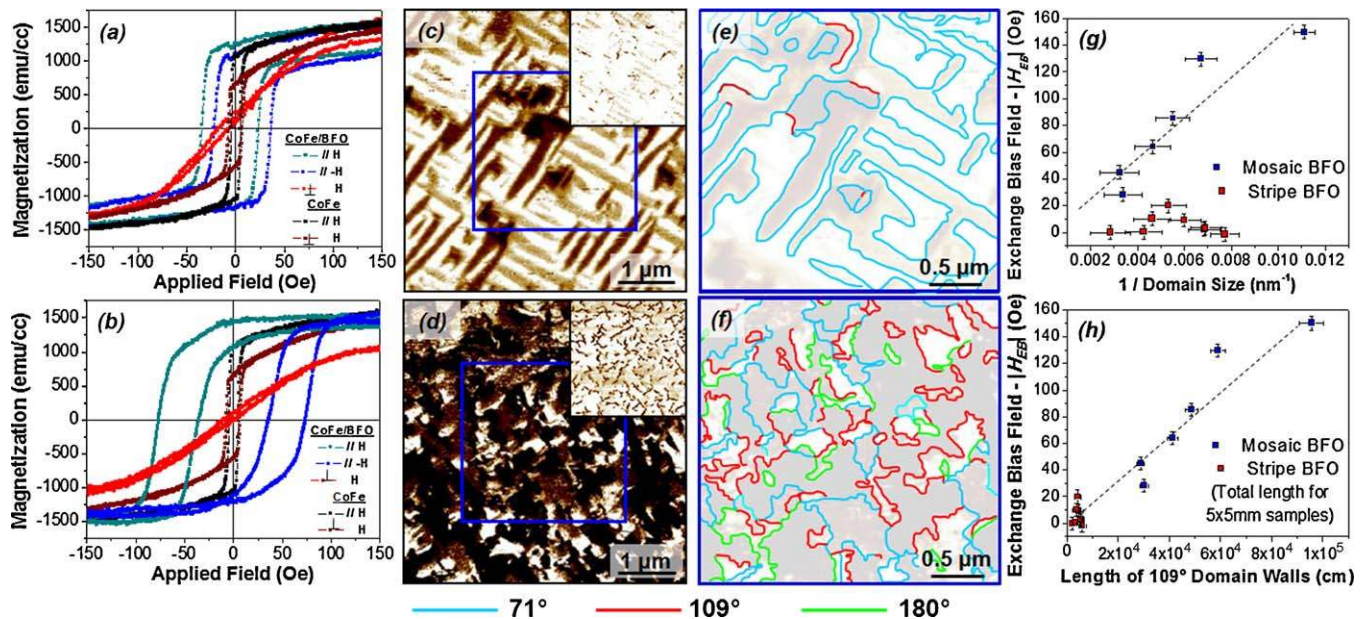 (a)
1500
1000
500
0
-500
-1000
-1500
Magnetization (emu/cc)
CoFe/BFO
// H
// -H
⊥ H
CoFe
// H
⊥ H
-150 -100 -50 0 50 100 150
Applied Field (Oe)
(b)
1500
1000
500
0
-500
-1000
-1500
Magnetization (emu/cc)
CoFe/BFO
// H
// -H
⊥ H
CoFe
// H
⊥ H
-150 -100 -50 0 50 100 150
Applied Field (Oe)
(c)
1 µm
(d)
1 µm
(e)
0.5 µm
(f)
0.5 µm
71° 109° 180°
(g)
160
140
120
100
80
60
40
20
0
Exchange Bias Field - |H_EB| (Oe)
Mosaic BFO
Stripe BFO
0.002 0.004 0.006 0.008 0.010 0.012
1 / Domain Size (nm⁻¹)
(h)
160
140
120
100
80
60
40
20
0
Exchange Bias Field - |H_EB| (Oe)
Mosaic BFO
Stripe BFO
(Total length for
5x5mm samples)
0 2x10⁴ 4x10⁴ 6x10⁴ 8x10⁴ 1x10⁵
Length of 109° Domain Walls (cm)